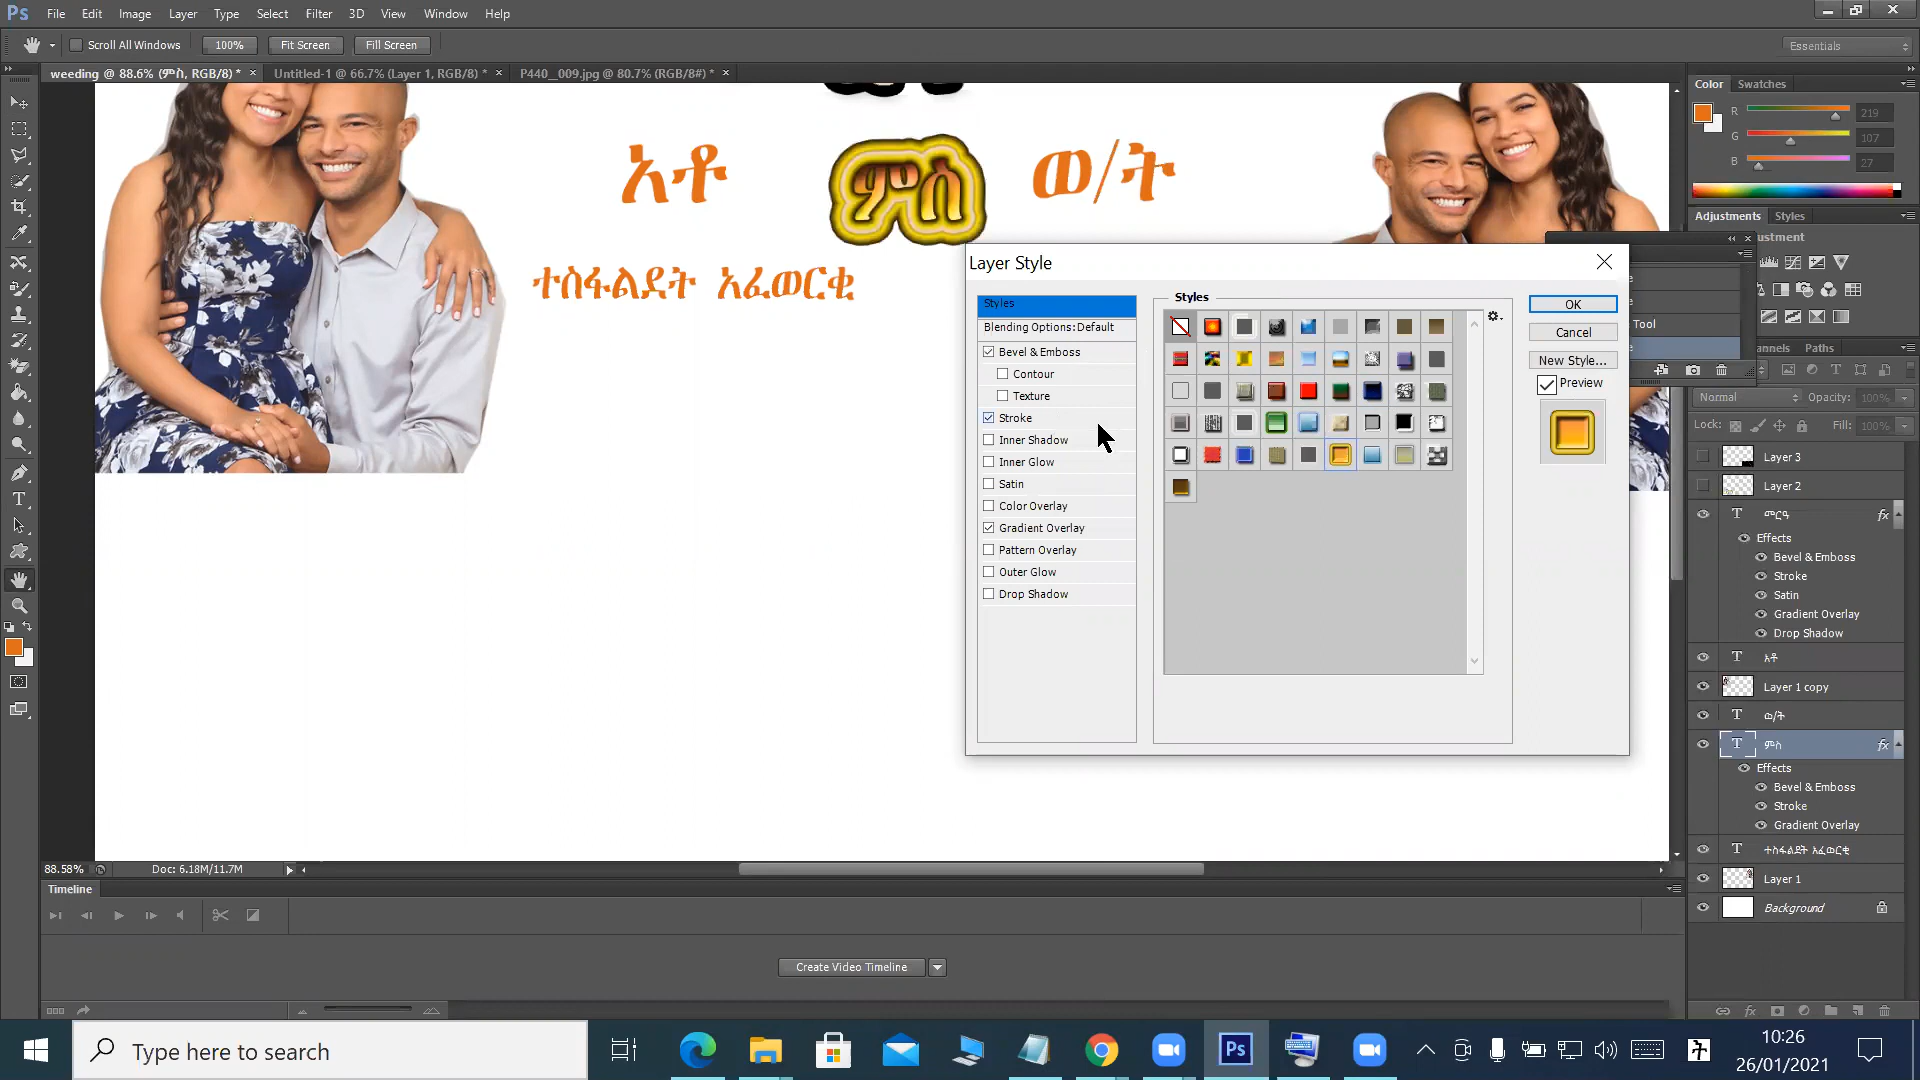 Ps File Edit Image Layer Type Select Filter 3D View Window Help
Scroll All Windows 100% Fit Screen Fill Screen Essentials
weeding @ 88.6% (ምስ, RGB/8) * × Untitled-1 @ 66.7% (Layer 1, RGB/8) * × P440__009.jpg @ 80.7% (RGB/8#) * ×
አቶ ምስ ወ/ት
ተስፋልደት አፈወርቂ
Layer Style
Styles
Blending Options: Default
Bevel & Emboss
Contour
Texture
Stroke
Inner Shadow
Inner Glow
Satin
Color Overlay
Gradient Overlay
Pattern Overlay
Outer Glow
Drop Shadow
Styles
OK
Cancel
New Style...
Preview
Color Swatches
R 219
G 107
B 27
Adjustments Styles
Tool
Paths
Normal Opacity: 100%
Lock: Fill: 100%
Layer 3
Layer 2
T መርዓ fx
Effects
Bevel & Emboss
Stroke
Satin
Gradient Overlay
Drop Shadow
T አቶ
Layer 1 copy
T ወ/ት
T ምስ fx
Effects
Bevel & Emboss
Stroke
Gradient Overlay
T ተስፋልደት አፈወርቂ
Layer 1
Background
88.58% Doc: 6.18M/11.7M
Timeline
Create Video Timeline
Type here to search
Ps
10:26
26/01/2021